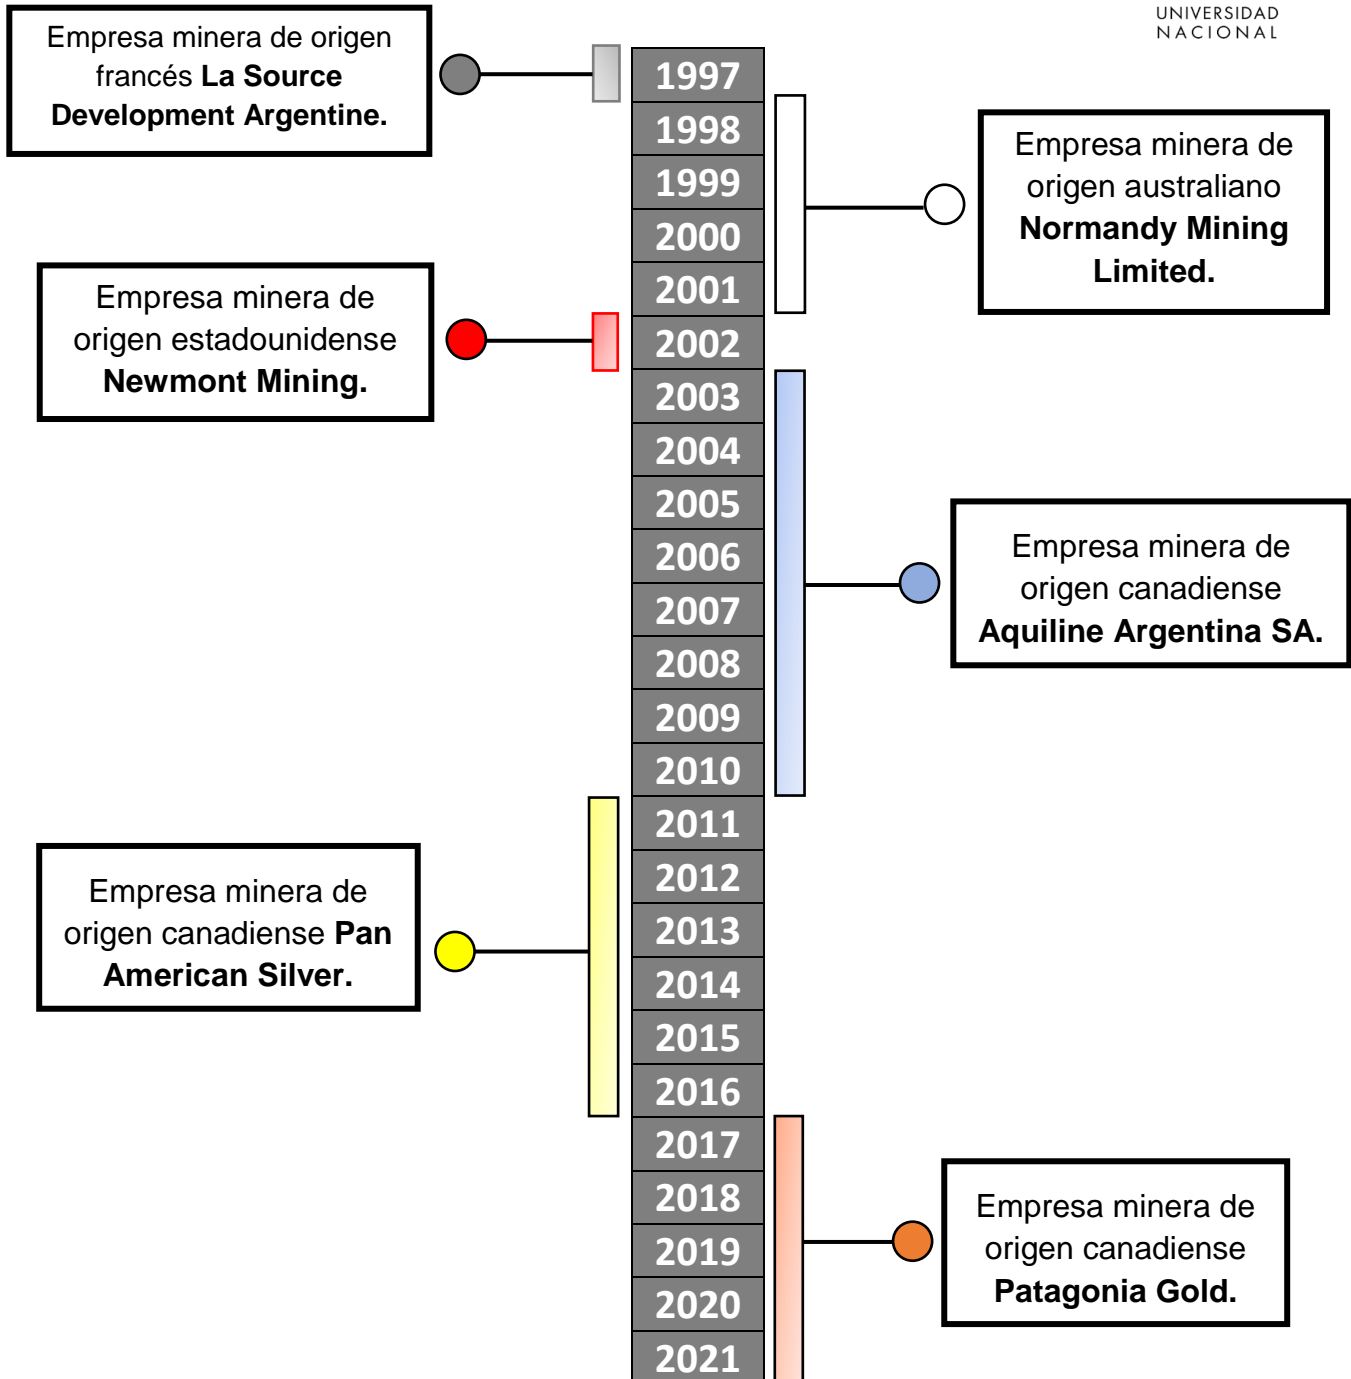 UNIVERSIDAD
NACIONAL
Empresa minera de origen
francés La Source
Development Argentine.
1997
1998
1999
2000
2001
2002
2003
2004
2005
2006
2007
2008
2009
2010
2011
2012
2013
2014
2015
2016
2017
2018
2019
2020
2021
Empresa minera de
origen australiano
Normandy Mining
Limited.
Empresa minera de
origen estadounidense
Newmont Mining.
Empresa minera de
origen canadiense
Aquiline Argentina SA.
Empresa minera de
origen canadiense Pan
American Silver.
Empresa minera de
origen canadiense
Patagonia Gold.